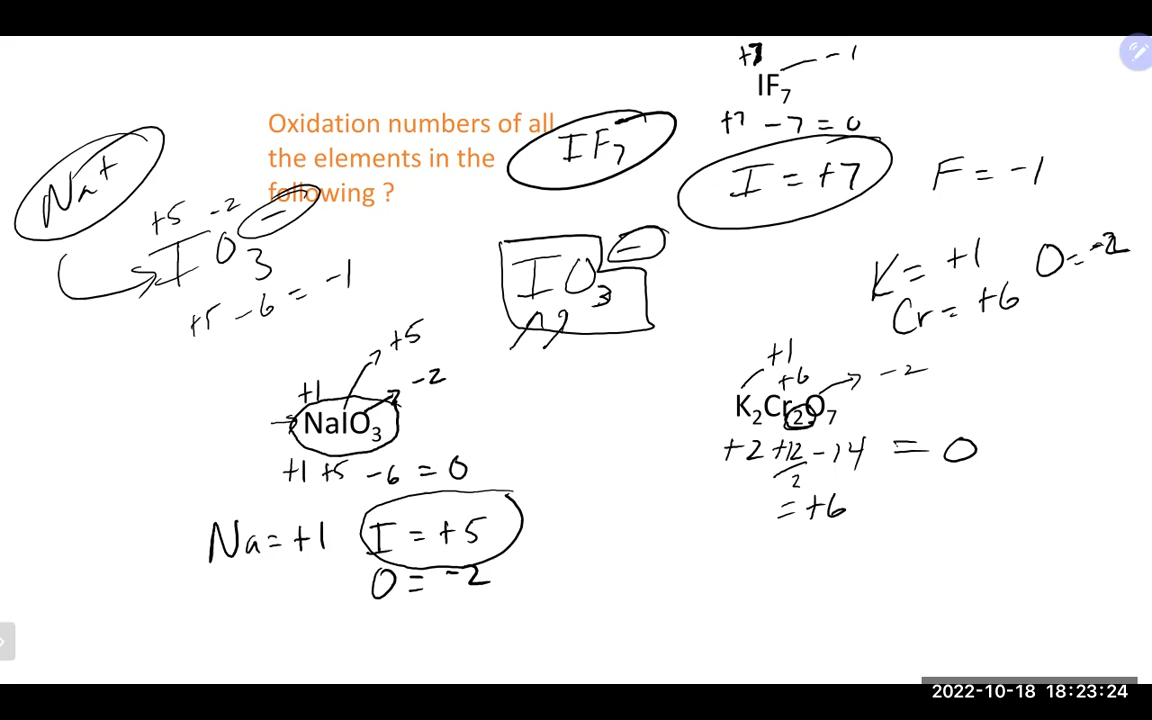 Oxidation numbers of all
the elements in the
following ?
IF₇
+7 -1
IF₇
+7 -7 = 0
I = +7 F = -1
Na⁺
+5 -2
IO₃⁻
+5 -6 = -1
IO₃⁻
K = +1 O = -2
Cr = +6
+5
-2
+1
NaIO₃
+1 +5 -6 = 0
Na = +1 I = +5
O = -2
+1
+6 -2
K₂Cr₂O₇
+2 +12 -14 = 0
2
= +6
2022-10-18 18:23:24